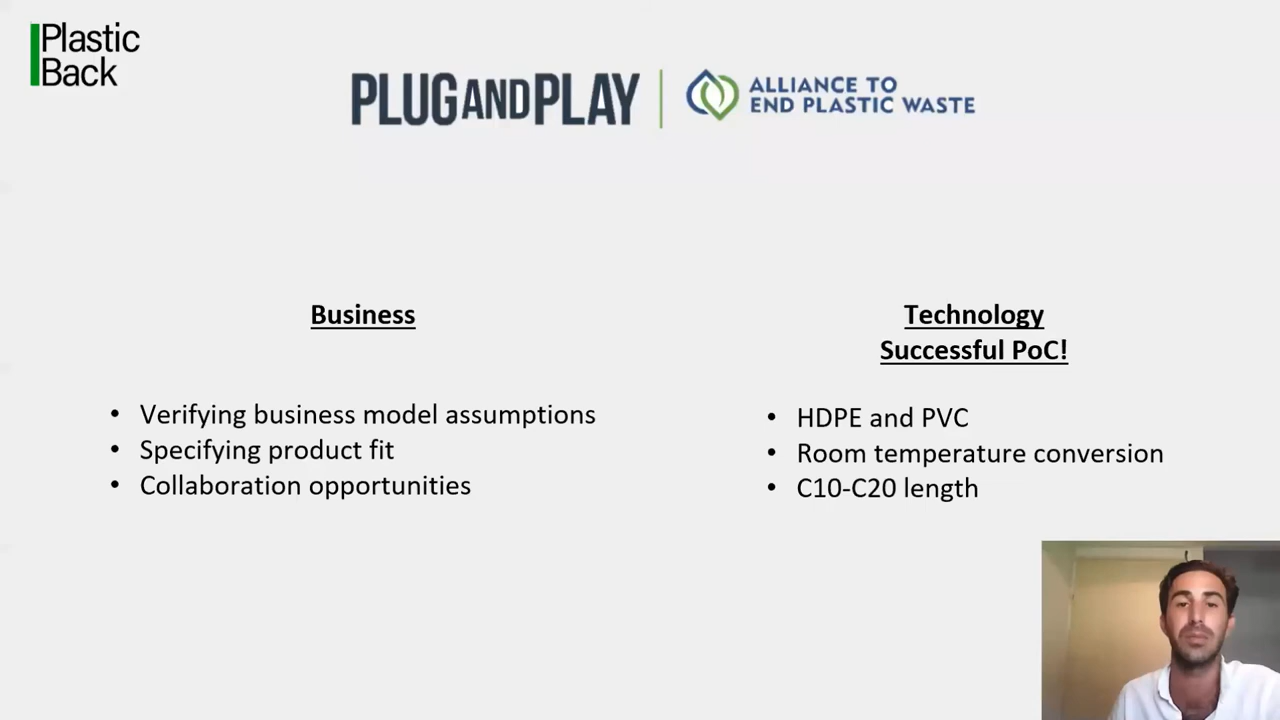 Plastic
Back
PLUGANDPLAY
ALLIANCE TO
END PLASTIC WASTE
Business
• Verifying business model assumptions
• Specifying product fit
• Collaboration opportunities
Technology
Successful PoC!
• HDPE and PVC
• Room temperature conversion
• C10-C20 length